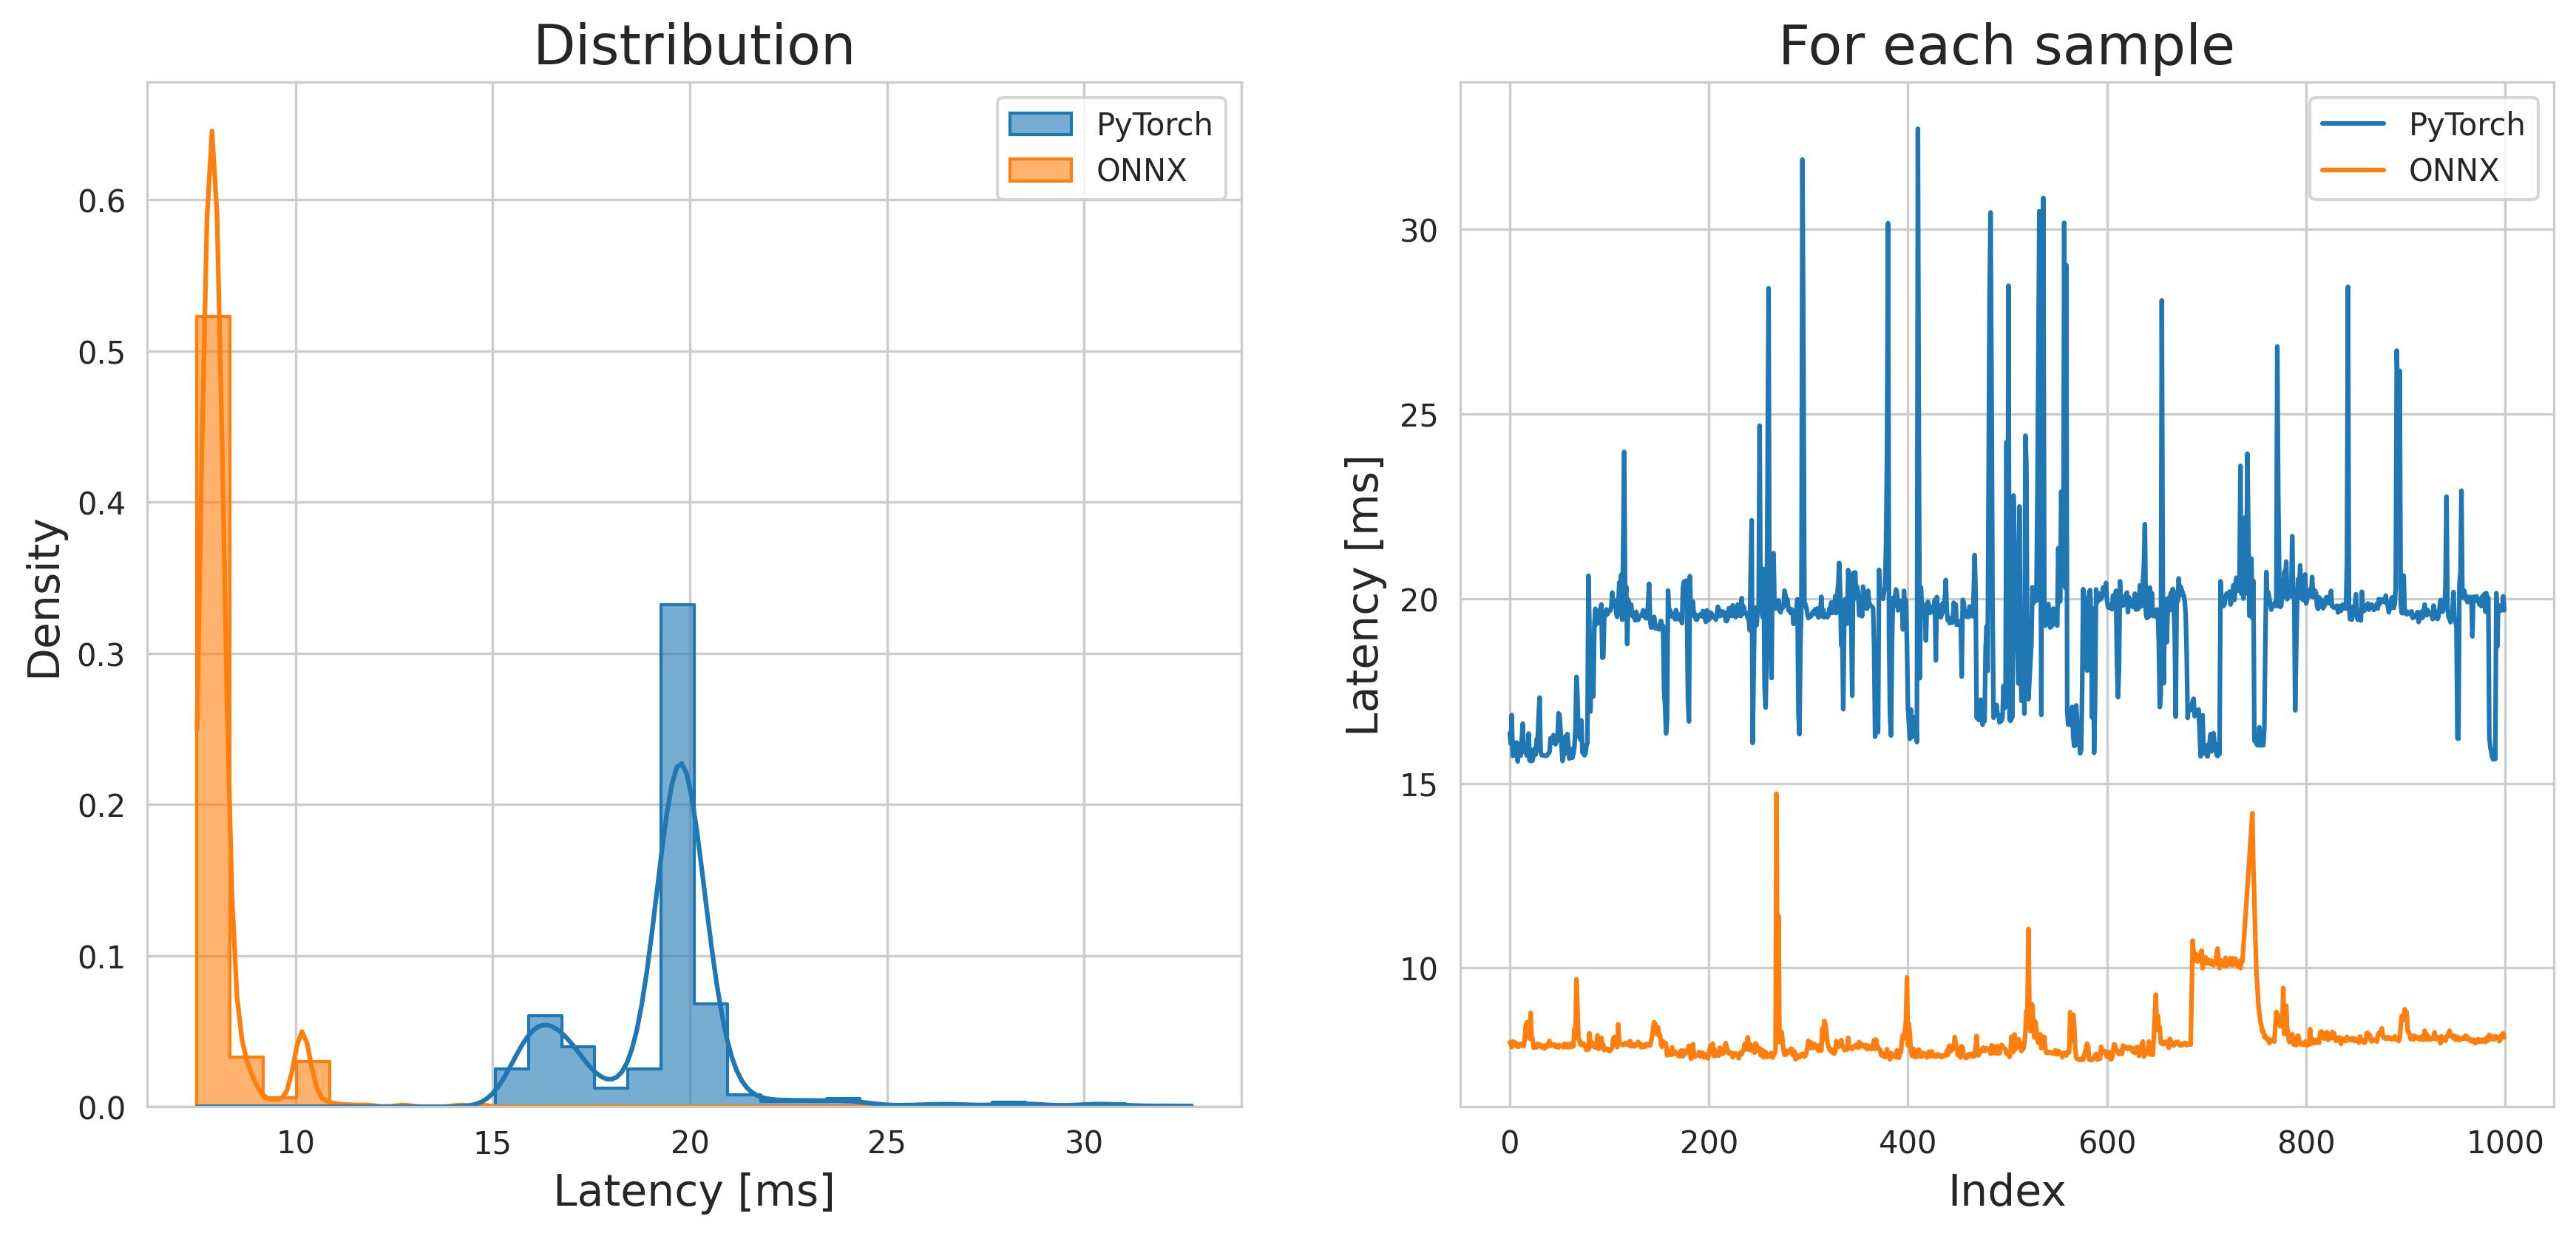 Distribution
PyTorch
ONNX
0.6
0.5
0.4
0.3
0.2
0.1
0.0
Density
10 15 20 25 30
Latency [ms]
For each sample
PyTorch
ONNX
30
25
20
15
10
Latency [ms]
0 200 400 600 800 1000
Index